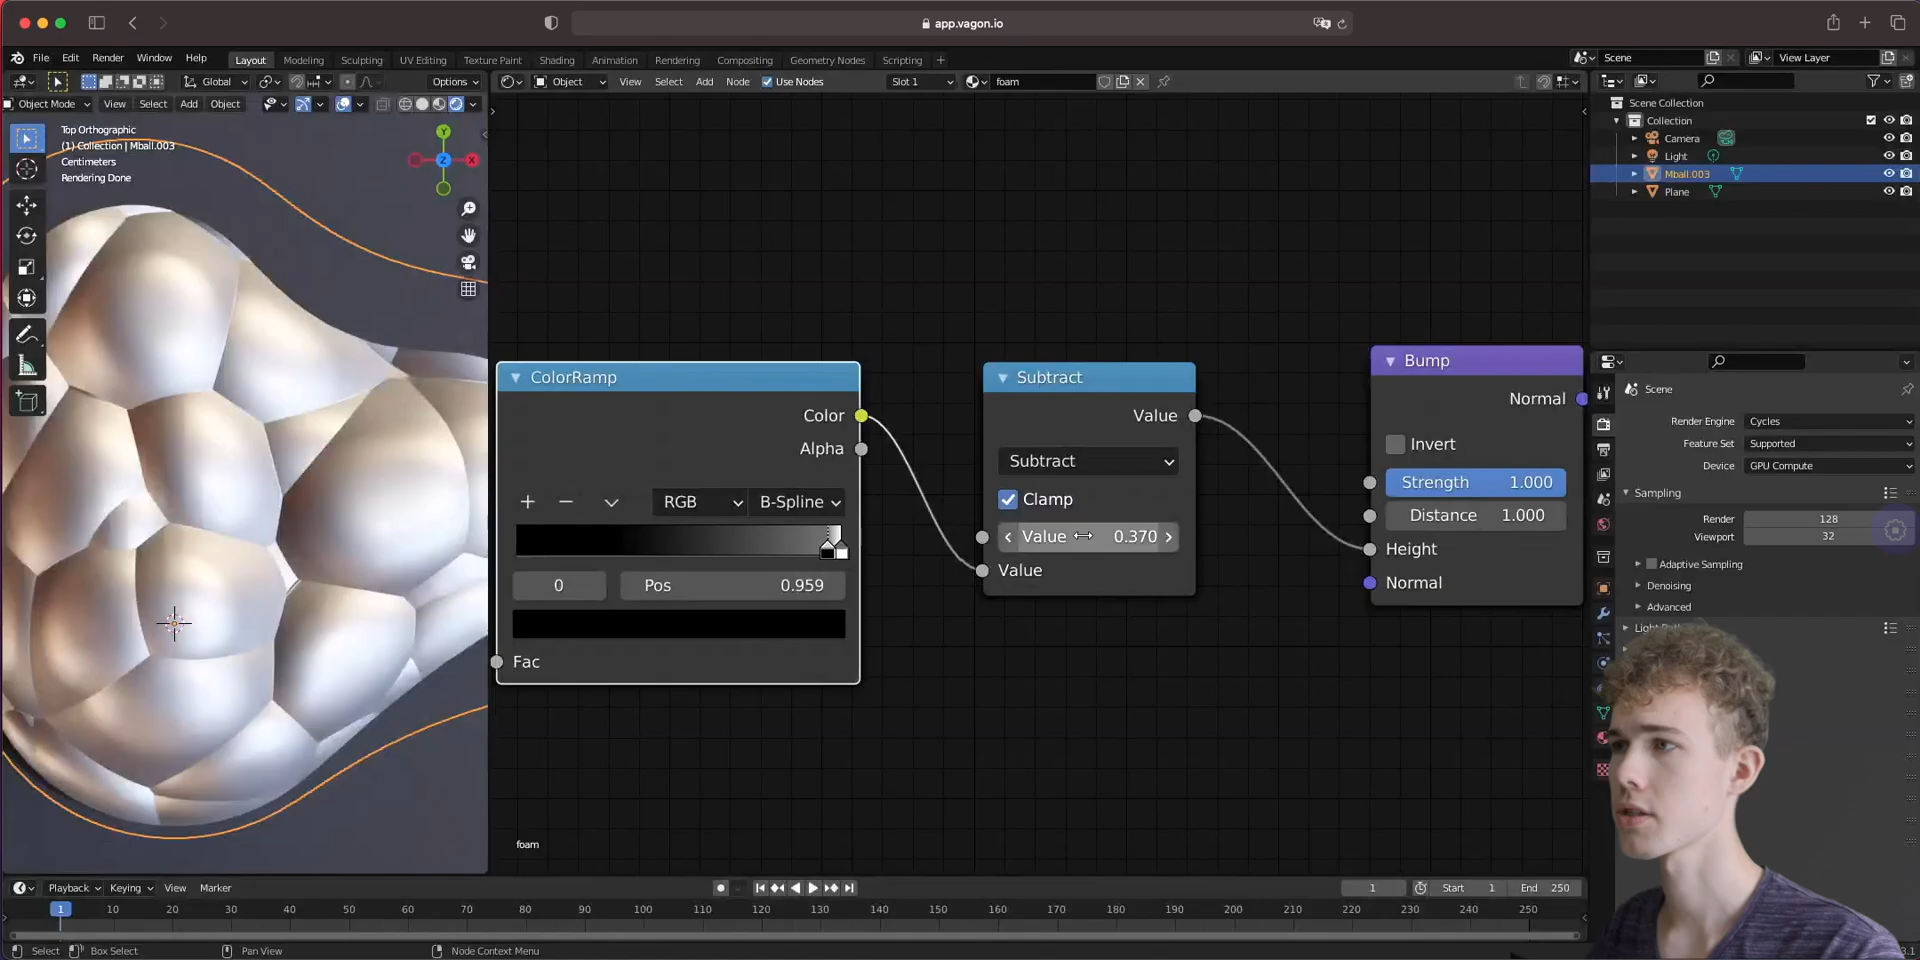 app.vagon.io
File Edit Render Window Help Layout Modeling Sculpting UV Editing Texture Paint Shading Animation Rendering Compositing Geometry Nodes Scripting + Scene View Layer
Global Options Object View Select Add Node Use Nodes Slot 1 foam
Object Mode View Select Add Object
Top Orthographic
(1) Collection | Mball.003
Centimeters
Rendering Done
Y
Z X
Scene Collection
Collection
Camera
Light
Mball.003
Plane
ColorRamp
Color
Alpha
+ − RGB B-Spline
0 Pos 0.959
Fac
Subtract
Value
Subtract
Clamp
Value 0.370
Value
Bump
Normal
Invert
Strength 1.000
Distance 1.000
Height
Normal
foam
Scene
Render Engine Cycles
Feature Set Supported
Device GPU Compute
Sampling
Render 128
Viewport 32
Adaptive Sampling
Denoising
Advanced
Playback Keying View Marker 1 Start 1 End 250
1 10 20 30 40 50 60 70 80 90 100 110 120 130 140 150 160 170 180 190 200 210 220 230 240 250
Select Box Select Pan View Node Context Menu